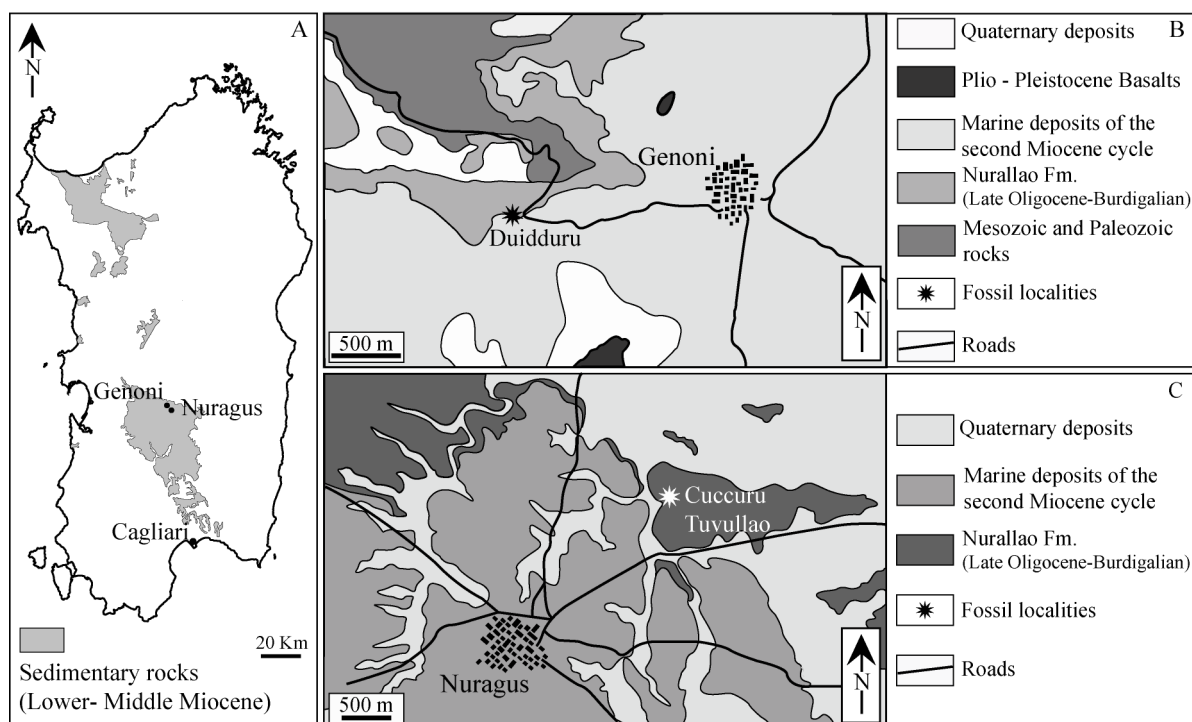 A
N
Genoni
Nuragus
Cagliari
20 Km
Sedimentary rocks
(Lower- Middle Miocene)
B
Genoni
Duidduru
500 m
N
Quaternary deposits
Plio - Pleistocene Basalts
Marine deposits of the
second Miocene cycle
Nurallao Fm.
(Late Oligocene-Burdigalian)
Mesozoic and Paleozoic
rocks
Fossil localities
Roads
C
Cuccuru
Tuvullao
Nuragus
500 m
N
Quaternary deposits
Marine deposits of the
second Miocene cycle
Nurallao Fm.
(Late Oligocene-Burdigalian)
Fossil localities
Roads